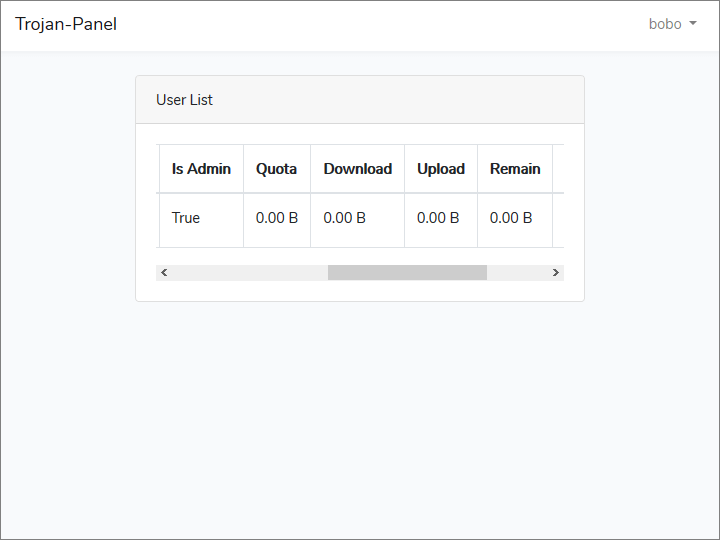 Trojan-Panel bobo
User List
Is Admin Quota Download Upload Remain
True 0.00 B 0.00 B 0.00 B 0.00 B